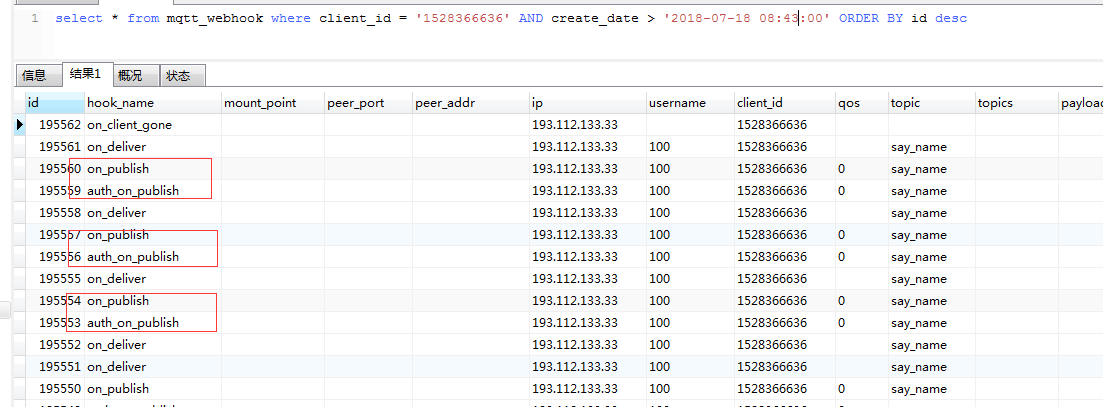 1 select * from mqtt_webhook where client_id = '1528366636' AND create_date > '2018-07-18 08:43:00' ORDER BY id desc
信息 结果1 概况 状态
id hook_name mount_point peer_port peer_addr ip username client_id qos topic topics payload
195562 on_client_gone 193.112.133.33 1528366636
195561 on_deliver 193.112.133.33 100 1528366636 say_name
195560 on_publish 193.112.133.33 100 1528366636 0 say_name
195559 auth_on_publish 193.112.133.33 100 1528366636 0 say_name
195558 on_deliver 193.112.133.33 100 1528366636 say_name
195557 on_publish 193.112.133.33 100 1528366636 0 say_name
195556 auth_on_publish 193.112.133.33 100 1528366636 0 say_name
195555 on_deliver 193.112.133.33 100 1528366636 say_name
195554 on_publish 193.112.133.33 100 1528366636 0 say_name
195553 auth_on_publish 193.112.133.33 100 1528366636 0 say_name
195552 on_deliver 193.112.133.33 100 1528366636 say_name
195551 on_deliver 193.112.133.33 100 1528366636 say_name
195550 on_publish 193.112.133.33 100 1528366636 0 say_name